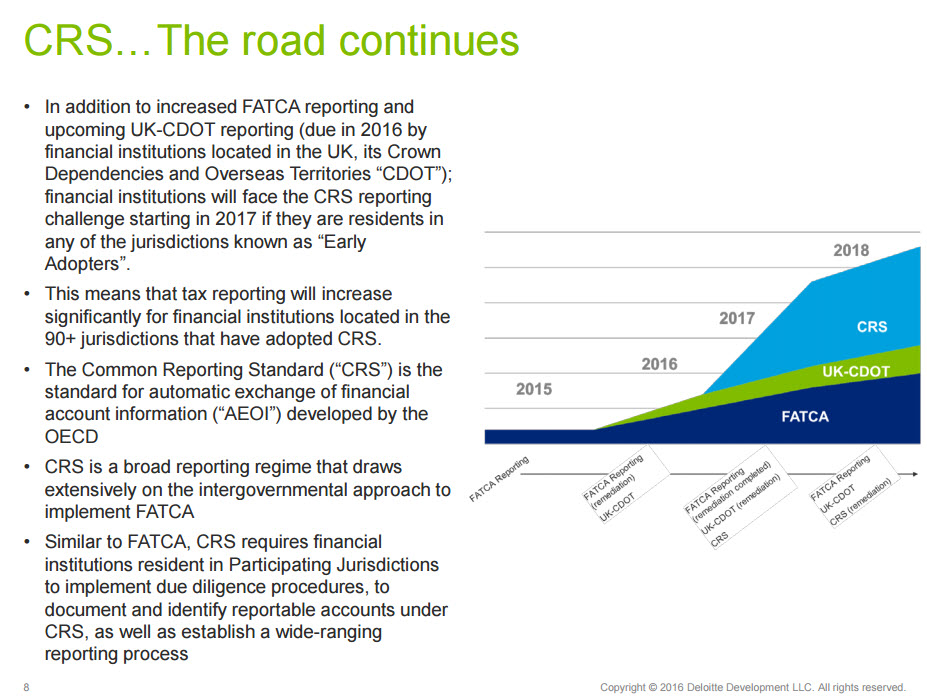 CRS…The road continues
• In addition to increased FATCA reporting and
upcoming UK-CDOT reporting (due in 2016 by
financial institutions located in the UK, its Crown
Dependencies and Overseas Territories “CDOT”);
financial institutions will face the CRS reporting
challenge starting in 2017 if they are residents in
any of the jurisdictions known as “Early
Adopters”.
• This means that tax reporting will increase
significantly for financial institutions located in the
90+ jurisdictions that have adopted CRS.
• The Common Reporting Standard (“CRS”) is the
standard for automatic exchange of financial
account information (“AEOI”) developed by the
OECD
• CRS is a broad reporting regime that draws
extensively on the intergovernmental approach to
implement FATCA
• Similar to FATCA, CRS requires financial
institutions resident in Participating Jurisdictions
to implement due diligence procedures, to
document and identify reportable accounts under
CRS, as well as establish a wide-ranging
reporting process
2015
2016
2017
2018
CRS
UK-CDOT
FATCA
FATCA Reporting
FATCA Reporting
(remediation)
UK-CDOT
FATCA Reporting
(remediation completed)
UK-CDOT (remediation)
CRS
FATCA Reporting
UK-CDOT
CRS (remediation)
8
Copyright © 2016 Deloitte Development LLC. All rights reserved.